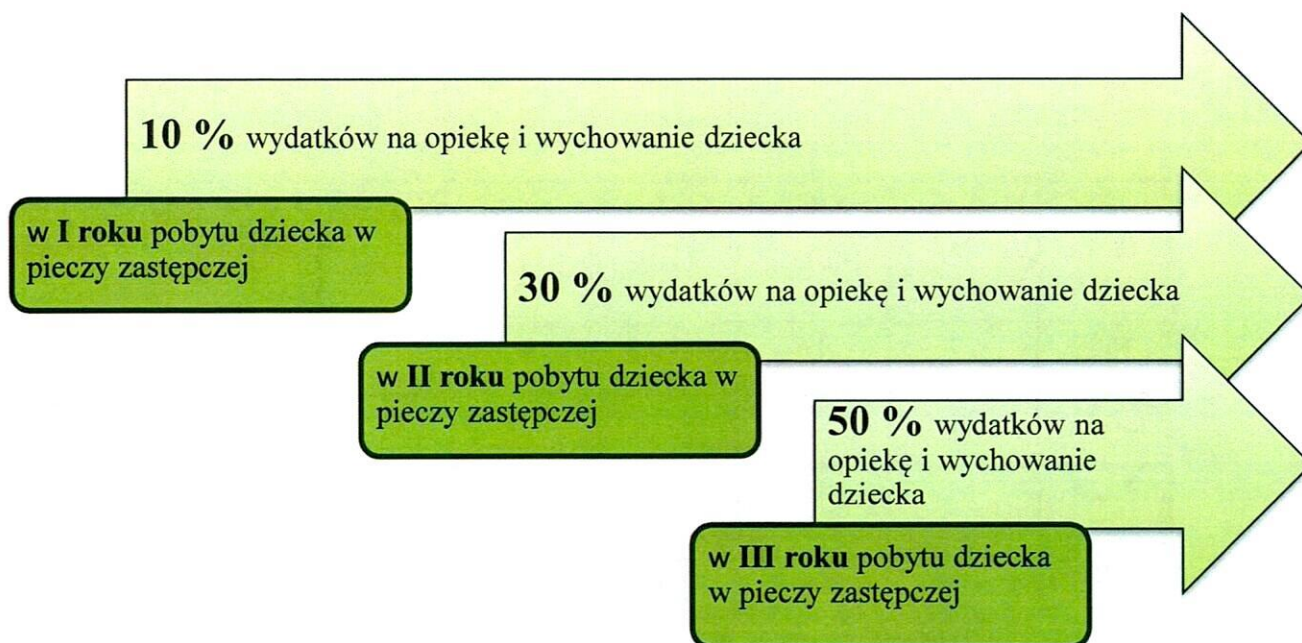 10 % wydatków na opiekę i wychowanie dziecka
w I roku pobytu dziecka w
pieczy zastępczej
30 % wydatków na opiekę i wychowanie dziecka
w II roku pobytu dziecka w
pieczy zastępczej
50 % wydatków na
opiekę i wychowanie
dziecka
w III roku pobytu dziecka
w pieczy zastępczej